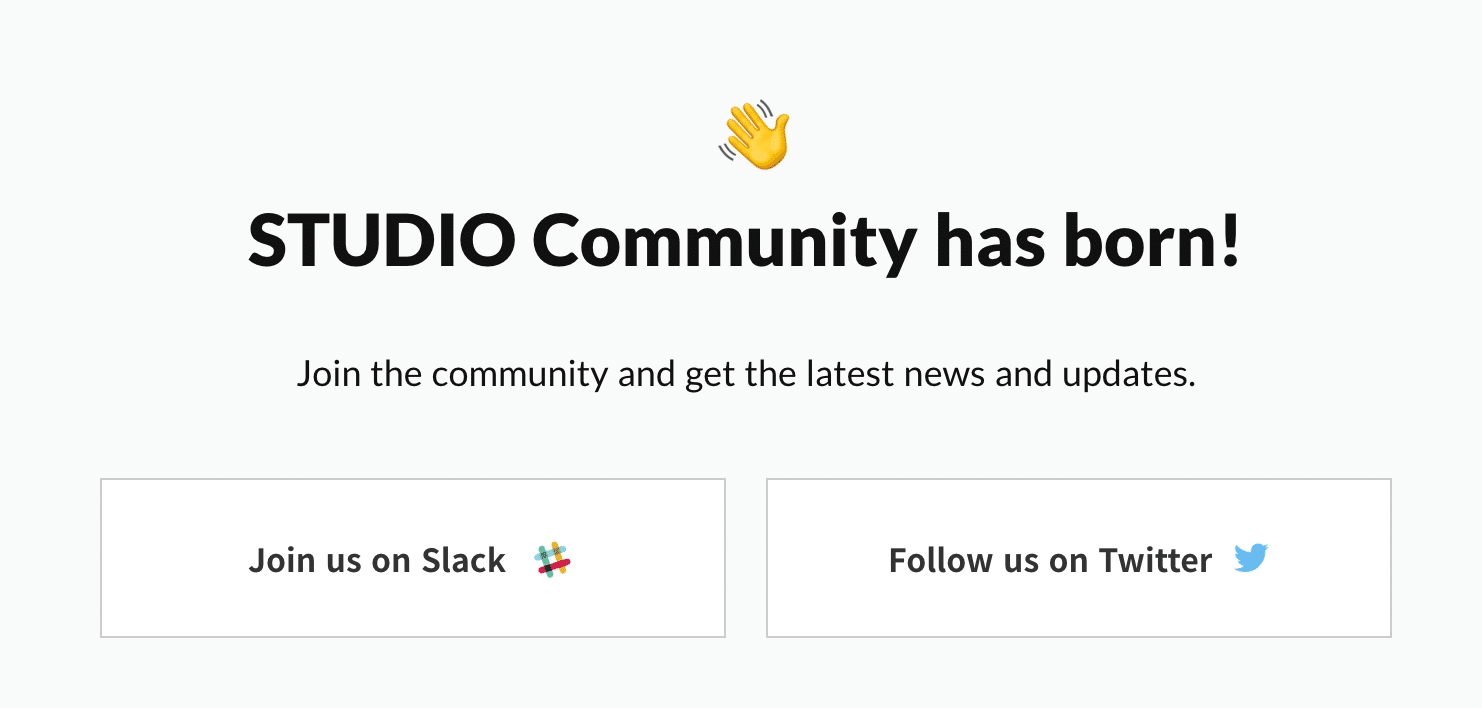 STUDIO Community has born!
Join the community and get the latest news and updates.
Join us on Slack
Follow us on Twitter